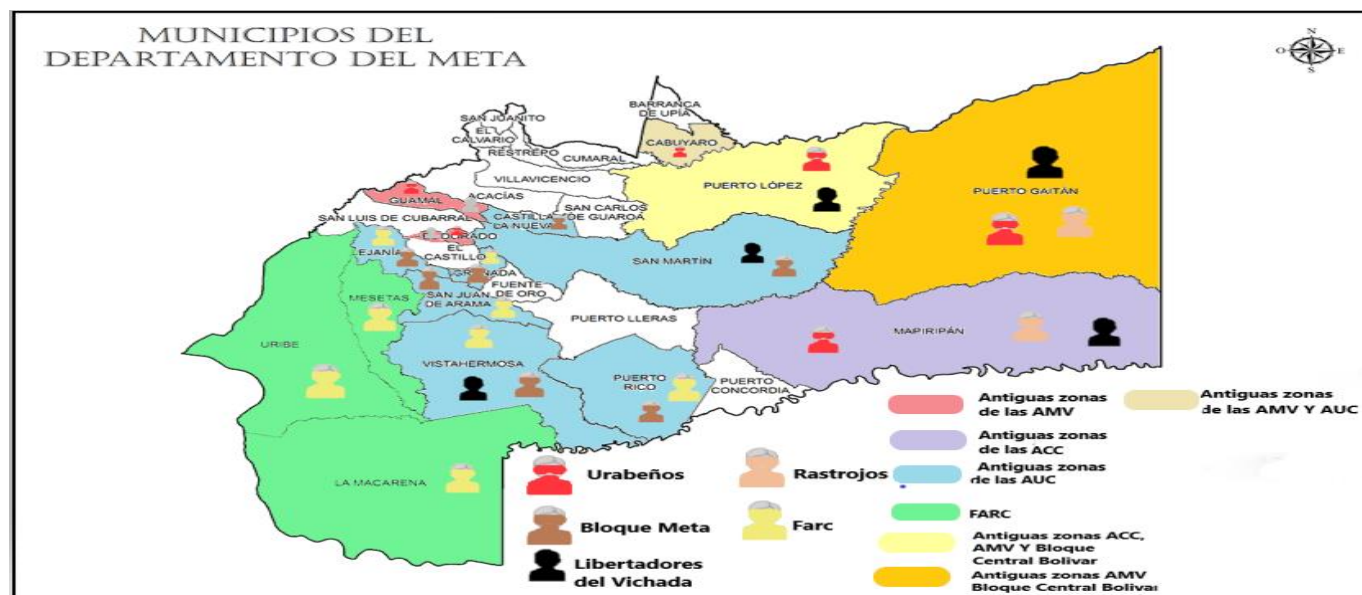 MUNICIPIOS DEL
DEPARTAMENTO DEL META
N
O
E
S
BARRANCA
DE UPÍA
SAN JUANITO
EL
CALVARIO
RESTREPO
CUMARAL
CABUYARO
VILLAVICENCIO
PUERTO LÓPEZ
PUERTO GAITÁN
GUAMAL
ACACÍAS
SAN LUIS DE CUBARRAL
CASTILLA
LA NUEVA
SAN CARLOS
DE GUAROA
EL DORADO
LEJANÍA
EL
CASTILLO
SAN MARTÍN
GRANADA
FUENTE
DE ORO
MESETAS
SAN JUAN
DE ARAMA
PUERTO LLERAS
MAPIRIPÁN
URIBE
VISTAHERMOSA
PUERTO
RICO
PUERTO
CONCORDIA
LA MACARENA
Urabeños
Rastrojos
Bloque Meta
Farc
Libertadores
del Vichada
Antiguas zonas
de las AMV
Antiguas zonas
de las AMV Y AUC
Antiguas zonas
de las ACC
Antiguas zonas
de las AUC
FARC
Antiguas zonas ACC,
AMV Y Bloque
Central Bolivar
Antiguas zonas AMV
Bloque Central Bolivar